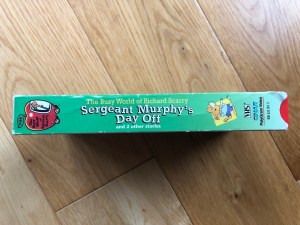 The Busy World of Richard Scarry
Sergeant Murphy's
Day Off
and 2 other stories
VHS